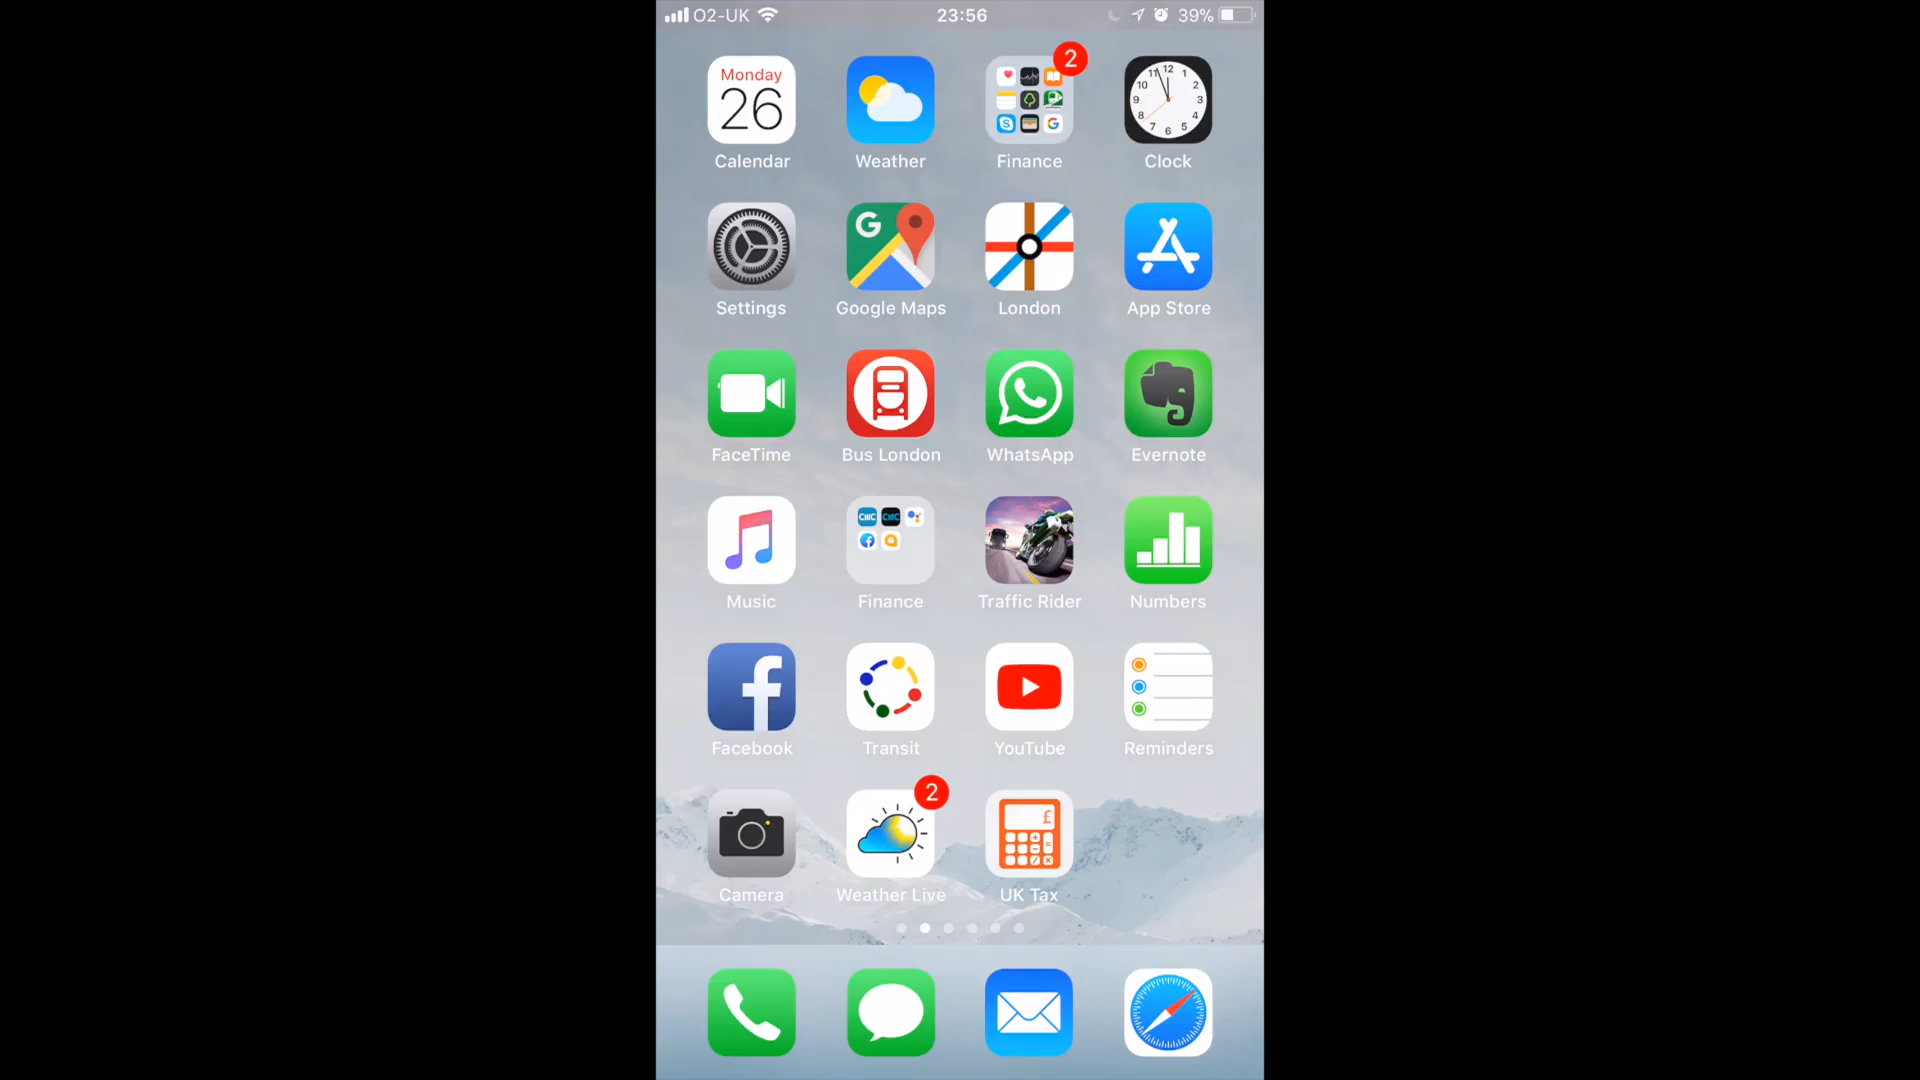 O2-UK 23:56 39%
Monday 2
26
Calendar Weather Finance Clock
G
Settings Google Maps London App Store
FaceTime Bus London WhatsApp Evernote
CMC CMC
Music Finance Traffic Rider Numbers
f
Facebook Transit YouTube Reminders
2
£
Camera Weather Live UK Tax